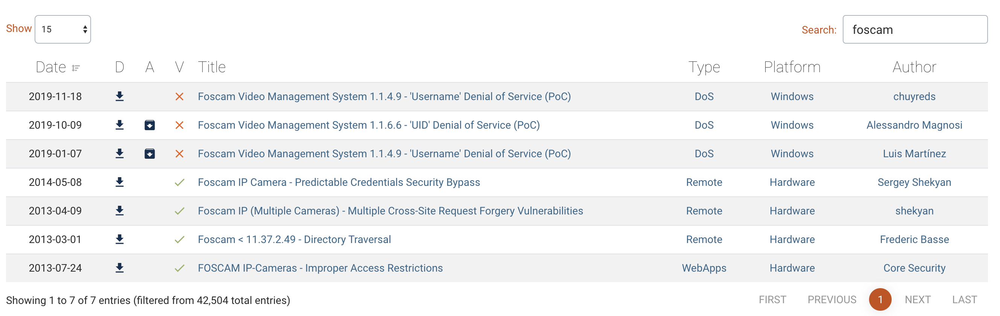 Show 15 Search: foscam
Date D A V Title Type Platform Author
2019-11-18 Foscam Video Management System 1.1.4.9 - 'Username' Denial of Service (PoC) DoS Windows chuyreds
2019-10-09 Foscam Video Management System 1.1.6.6 - 'UID' Denial of Service (PoC) DoS Windows Alessandro Magnosi
2019-01-07 Foscam Video Management System 1.1.4.9 - 'Username' Denial of Service (PoC) DoS Windows Luis Martínez
2014-05-08 Foscam IP Camera - Predictable Credentials Security Bypass Remote Hardware Sergey Shekyan
2013-04-09 Foscam IP (Multiple Cameras) - Multiple Cross-Site Request Forgery Vulnerabilities Remote Hardware shekyan
2013-03-01 Foscam < 11.37.2.49 - Directory Traversal Remote Hardware Frederic Basse
2013-07-24 FOSCAM IP-Cameras - Improper Access Restrictions WebApps Hardware Core Security
Showing 1 to 7 of 7 entries (filtered from 42,504 total entries) FIRST PREVIOUS 1 NEXT LAST